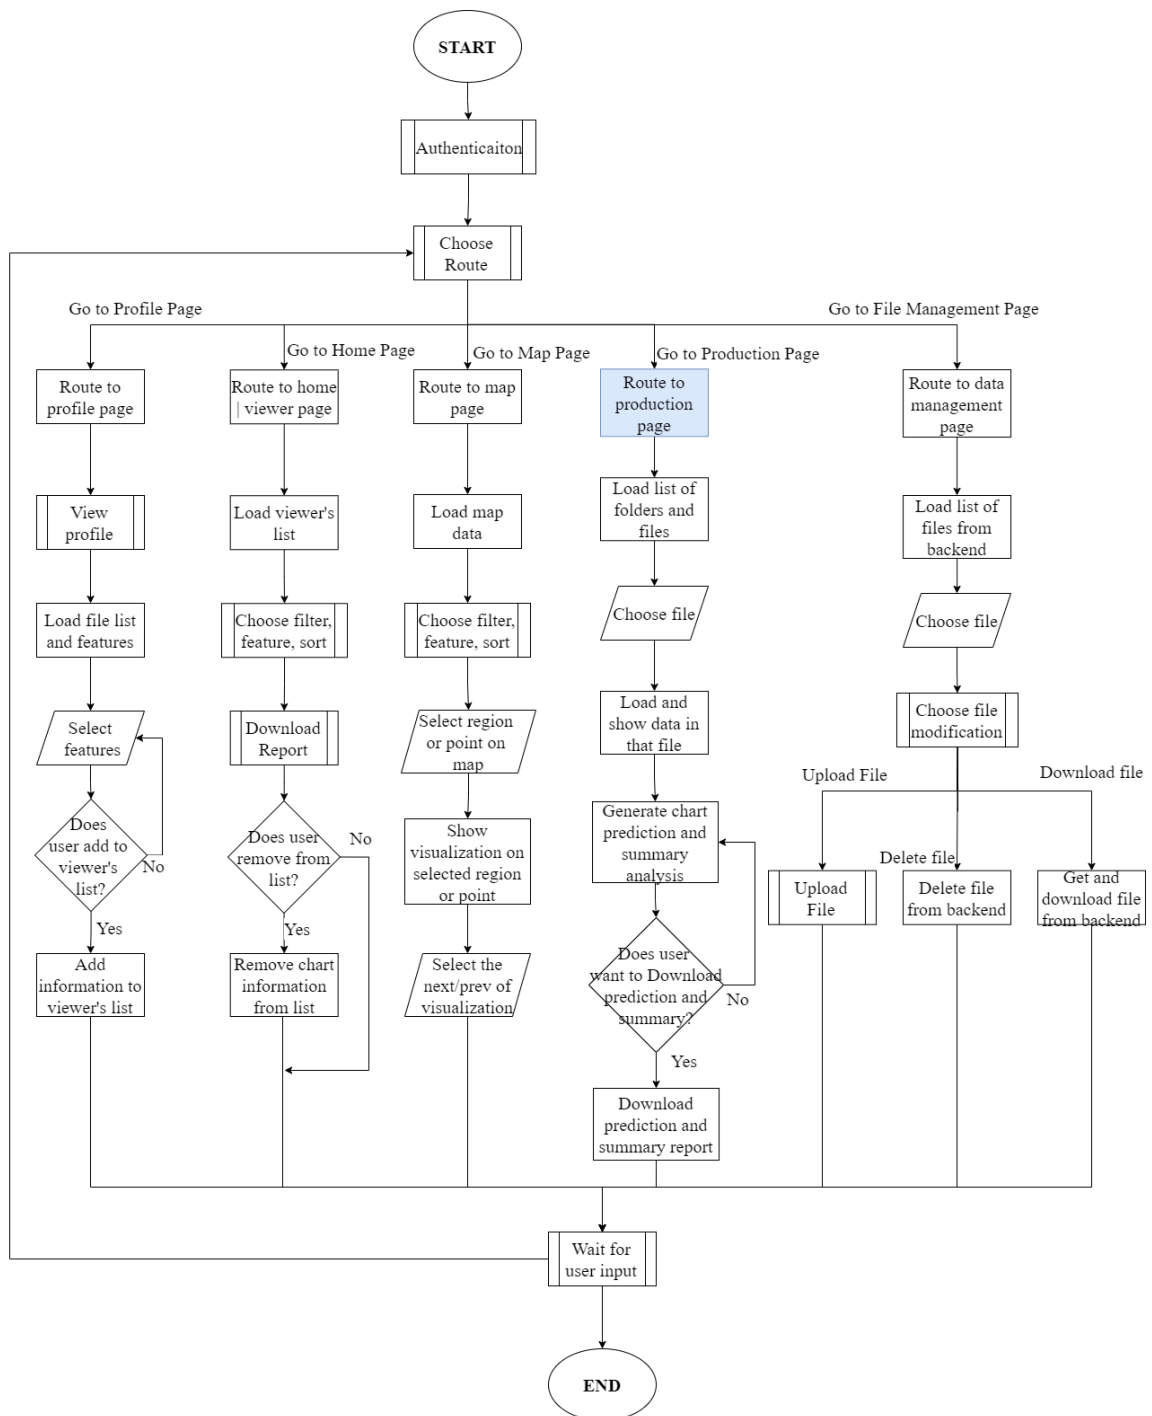 START
Authenticaiton
Choose
Route
Go to Profile Page
Go to Home Page
Go to Map Page
Go to Production Page
Go to File Management Page
Route to
profile page
View
profile
Load file list
and features
Select
features
Does
user add to
viewer's
list?
No
Yes
Add
information to
viewer's list
Route to home
| viewer page
Load viewer's
list
Choose filter,
feature, sort
Download
Report
Does user
remove from
list?
No
Yes
Remove chart
information
from list
Route to map
page
Load map
data
Choose filter,
feature, sort
Select region
or point on
map
Show
visualization on
selected region
or point
Select the
next/prev of
visualization
Route to
production
page
Load list of
folders and
files
Choose file
Load and
show data in
that file
Generate chart
prediction and
summary
analysis
Does user
want to Download
prediction and
summary?
No
Yes
Download
prediction and
summary report
Route to data
management
page
Load list of
files from
backend
Choose file
Choose file
modification
Upload File
Delete file
Download file
Upload
File
Delete file
from backend
Get and
download file
from backend
Wait for
user input
END